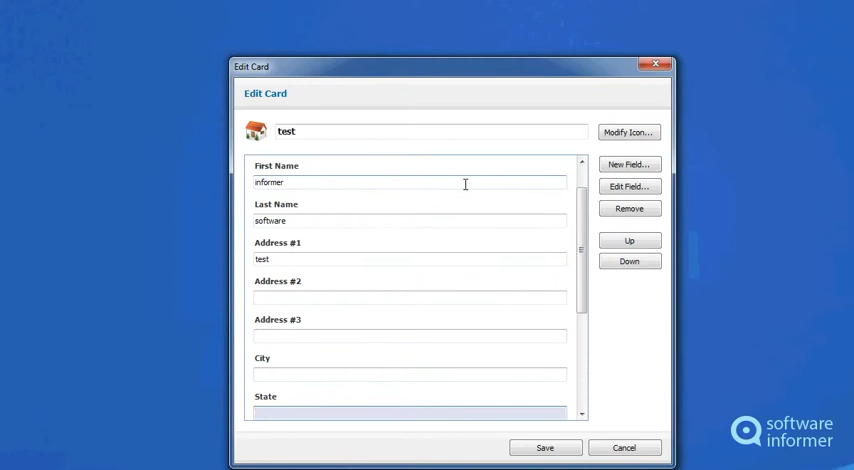 Edit Card
Edit Card
test
Modify Icon...
First Name
informer
New Field...
Edit Field...
Last Name
software
Remove
Address #1
test
Up
Down
Address #2
Address #3
City
State
Save
Cancel
software
informer